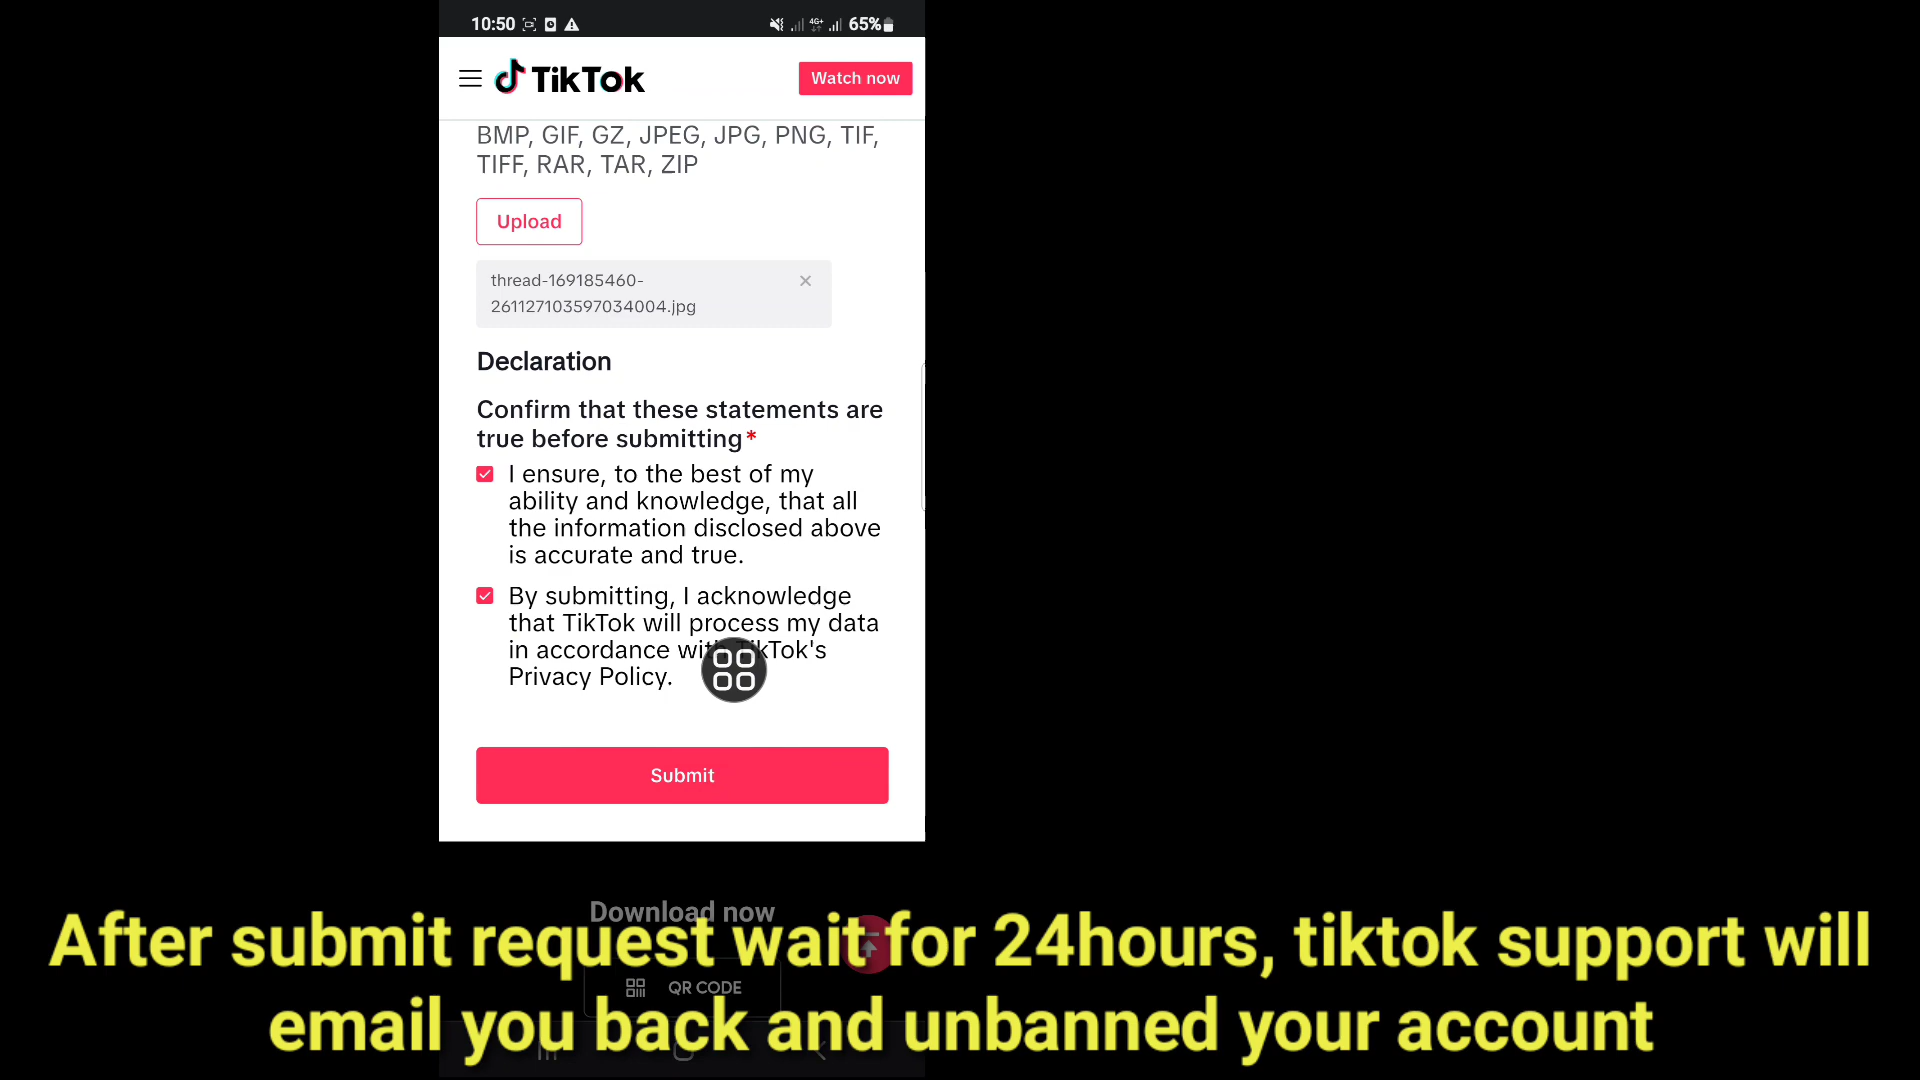 10:50
4G+
65%
TikTok
Watch now
BMP, GIF, GZ, JPEG, JPG, PNG, TIF,
TIFF, RAR, TAR, ZIP
Upload
thread-169185460-
261127103597034004.jpg
Declaration
Confirm that these statements are
true before submitting*
I ensure, to the best of my
ability and knowledge, that all
the information disclosed above
is accurate and true.
By submitting, I acknowledge
that TikTok will process my data
in accordance with TikTok's
Privacy Policy.
Submit
Download now
After submit request wait for 24hours, tiktok support will
QR CODE
email you back and unbanned your account